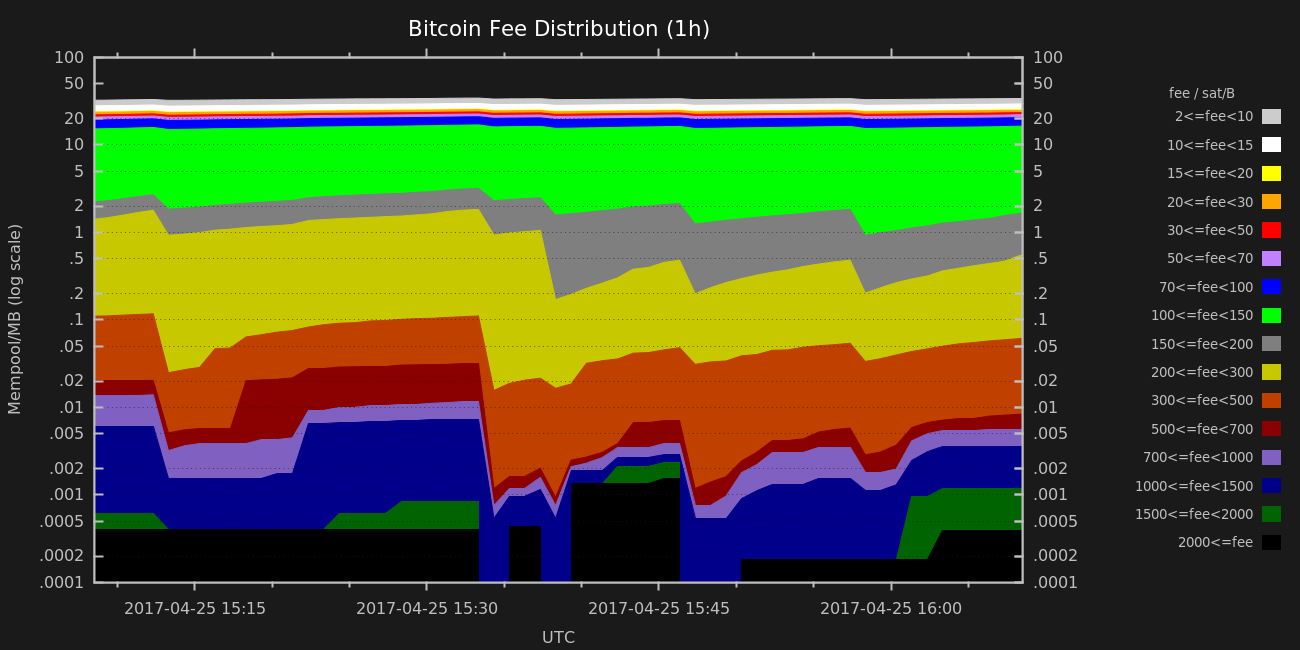 Bitcoin Fee Distribution (1h)
100 100
50 50
20 20
10 10
5 5
2 2
1 1
.5 .5
.2 .2
.1 .1
.05 .05
.02 .02
.01 .01
.005 .005
.002 .002
.001 .001
.0005 .0005
.0002 .0002
.0001 .0001
Mempool/MB (log scale)
2017-04-25 15:15 2017-04-25 15:30 2017-04-25 15:45 2017-04-25 16:00
UTC
fee / sat/B
2<=fee<10
10<=fee<15
15<=fee<20
20<=fee<30
30<=fee<50
50<=fee<70
70<=fee<100
100<=fee<150
150<=fee<200
200<=fee<300
300<=fee<500
500<=fee<700
700<=fee<1000
1000<=fee<1500
1500<=fee<2000
2000<=fee